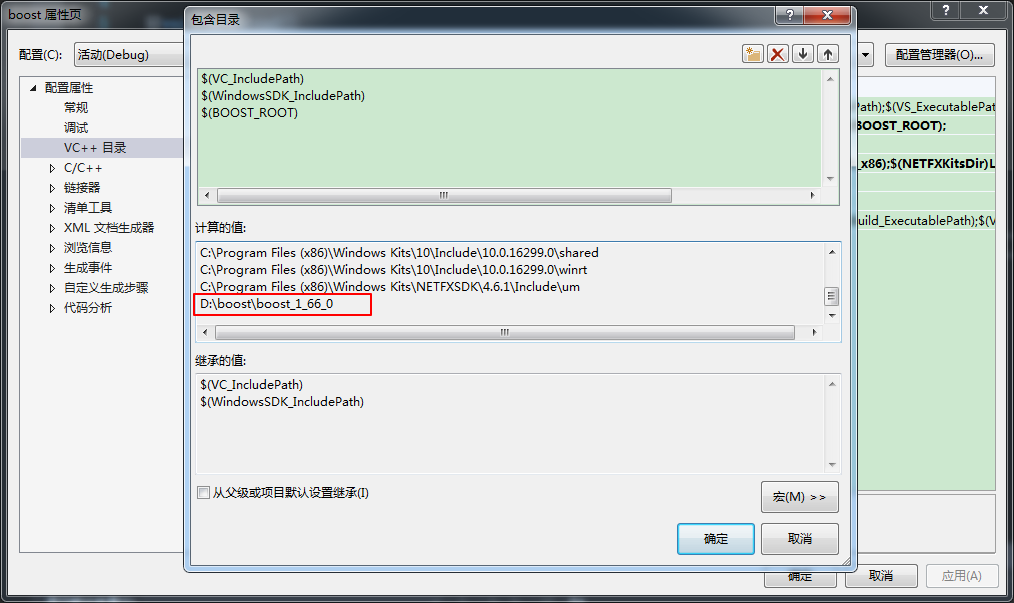 boost 属性页
包含目录
配置(C):
活动(Debug)
配置管理器(O)...
配置属性
常规
调试
VC++ 目录
C/C++
链接器
清单工具
XML 文档生成器
浏览信息
生成事件
自定义生成步骤
代码分析
$(VC_IncludePath)
$(WindowsSDK_IncludePath)
$(BOOST_ROOT)
Path);$(VS_ExecutablePat
BOOST_ROOT);
_x86);$(NETFXKitsDir)L
uild_ExecutablePath);$(V
计算的值:
C:\Program Files (x86)\Windows Kits\10\Include\10.0.16299.0\shared
C:\Program Files (x86)\Windows Kits\10\Include\10.0.16299.0\winrt
C:\Program Files (x86)\Windows Kits\NETFXSDK\4.6.1\Include\um
D:\boost\boost_1_66_0
继承的值:
$(VC_IncludePath)
$(WindowsSDK_IncludePath)
从父级或项目默认设置继承(I)
宏(M) >>
确定
取消
确定
取消
应用(A)